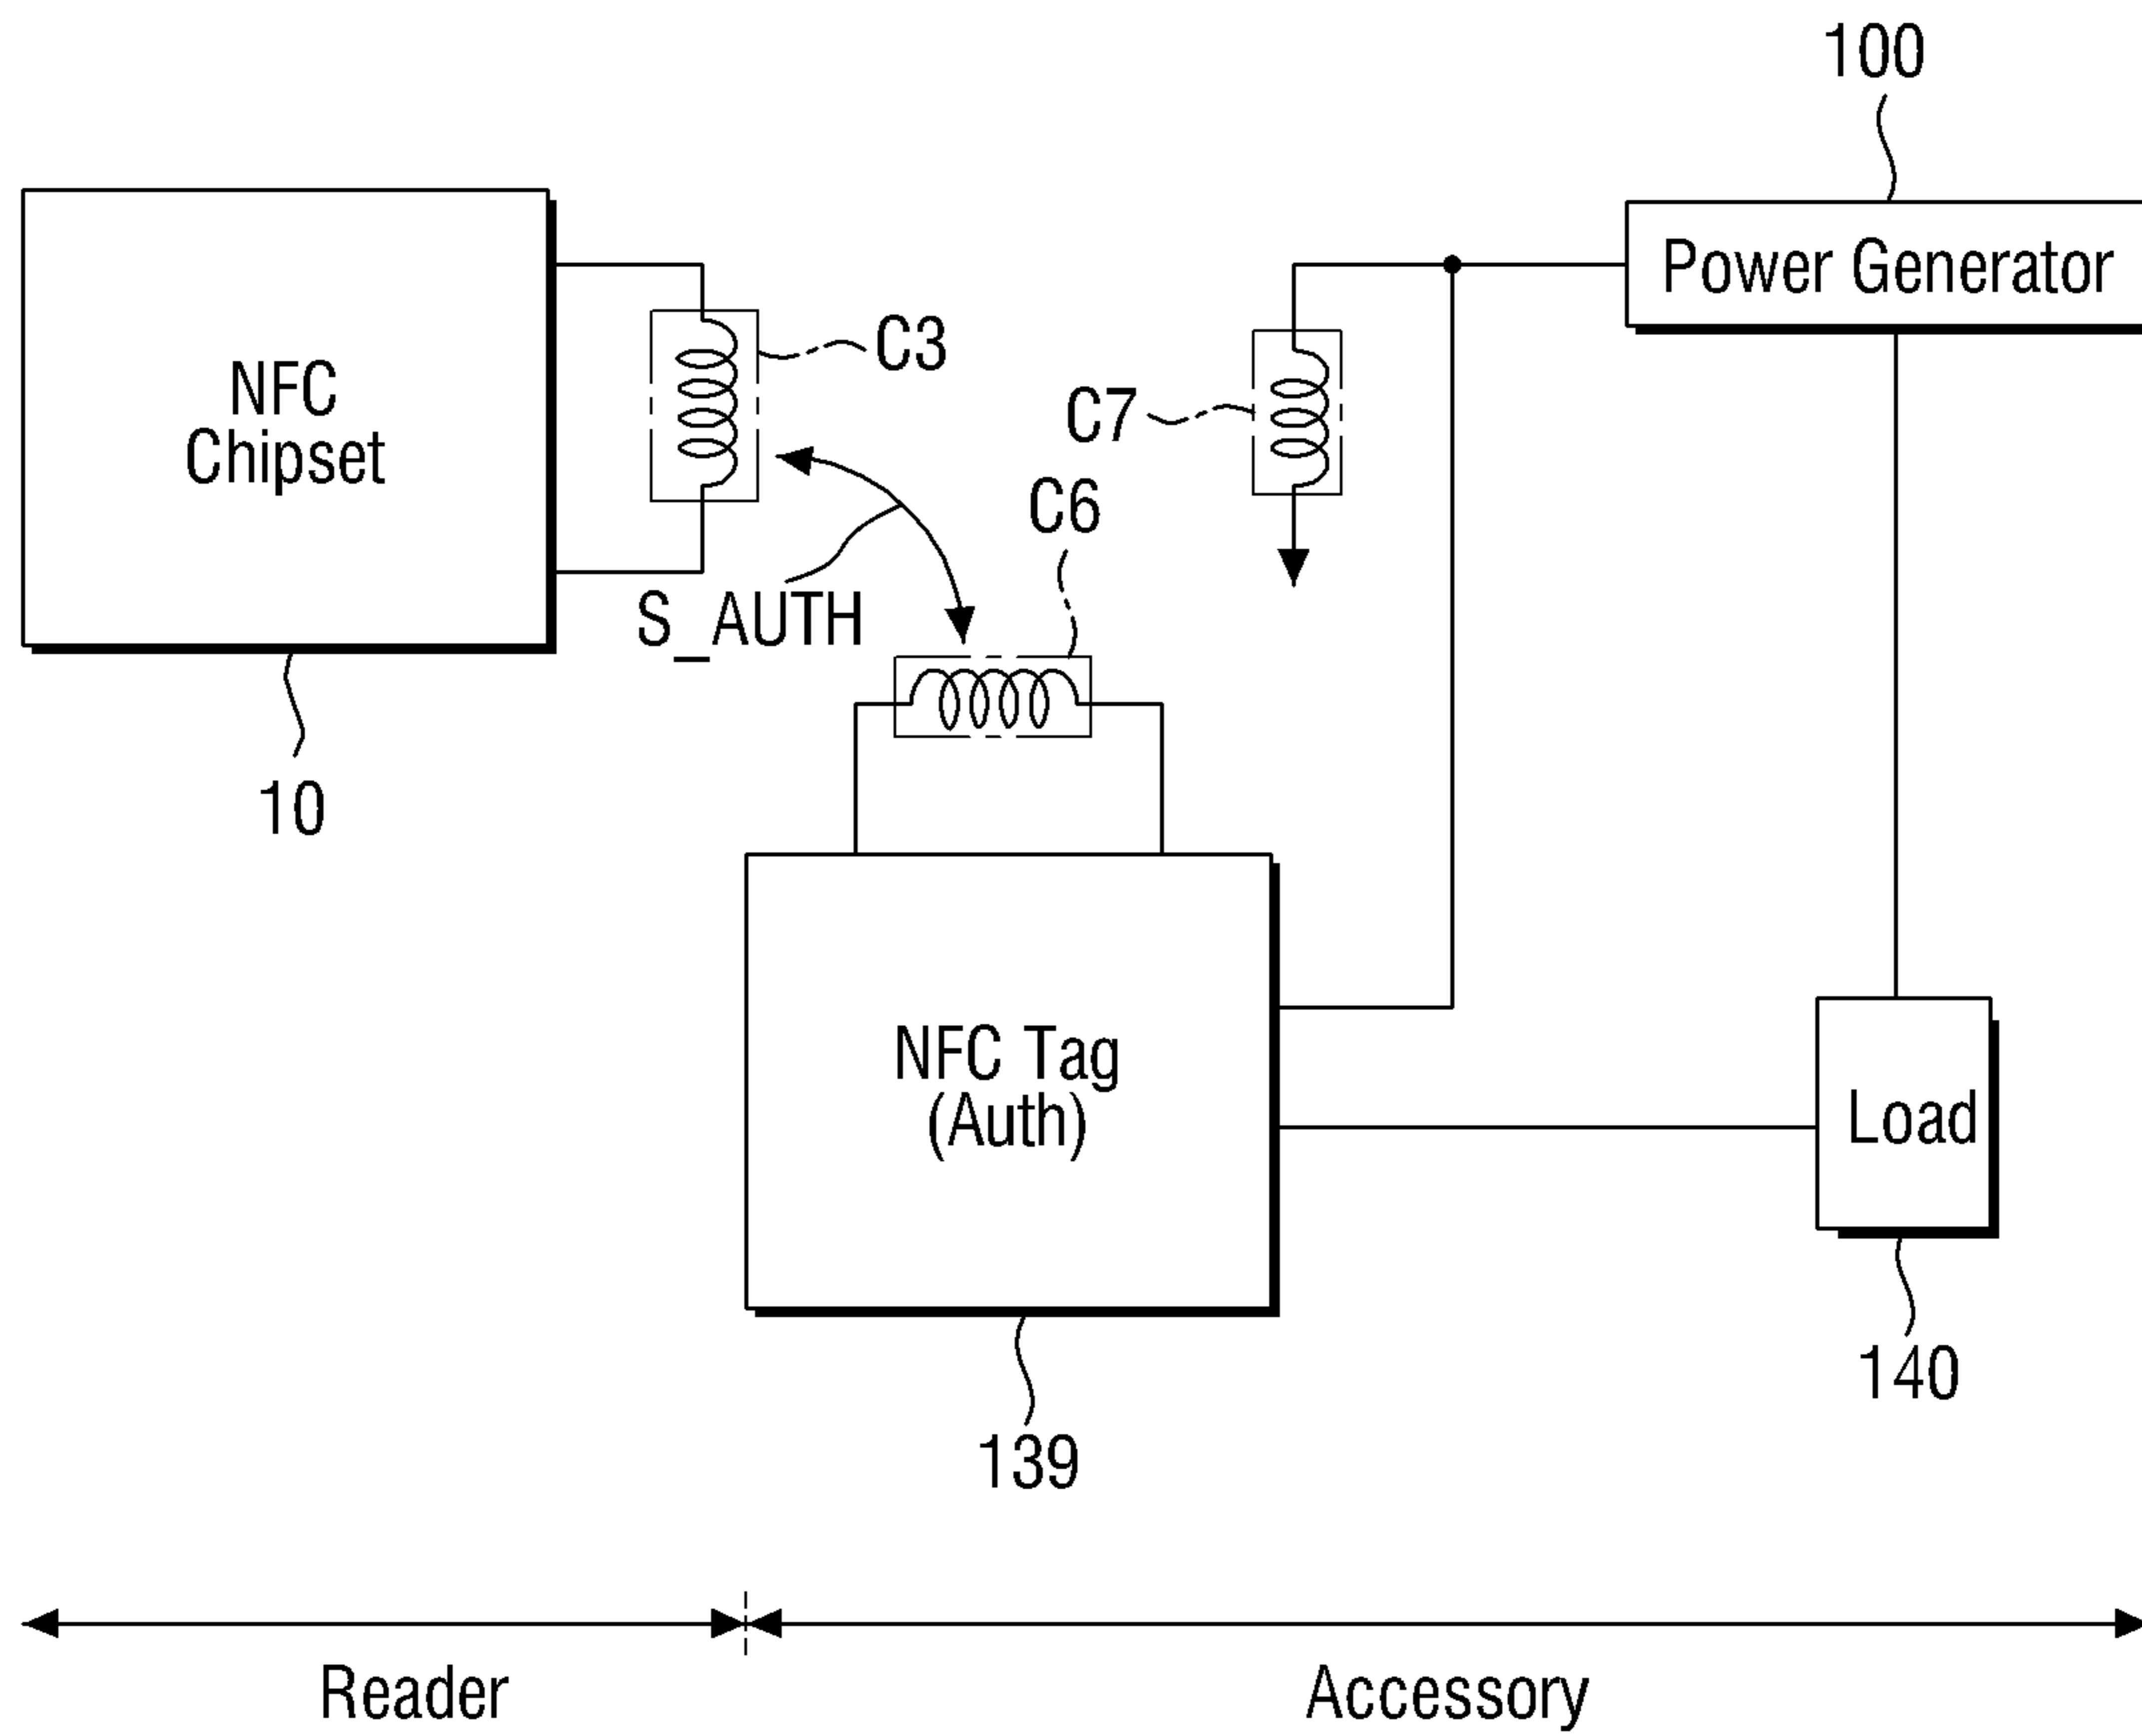 100
Power Generator
NFC
Chipset
C3
C7
C6
S_AUTH
10
NFC Tag
(Auth)
Load
139
140
Reader
Accessory